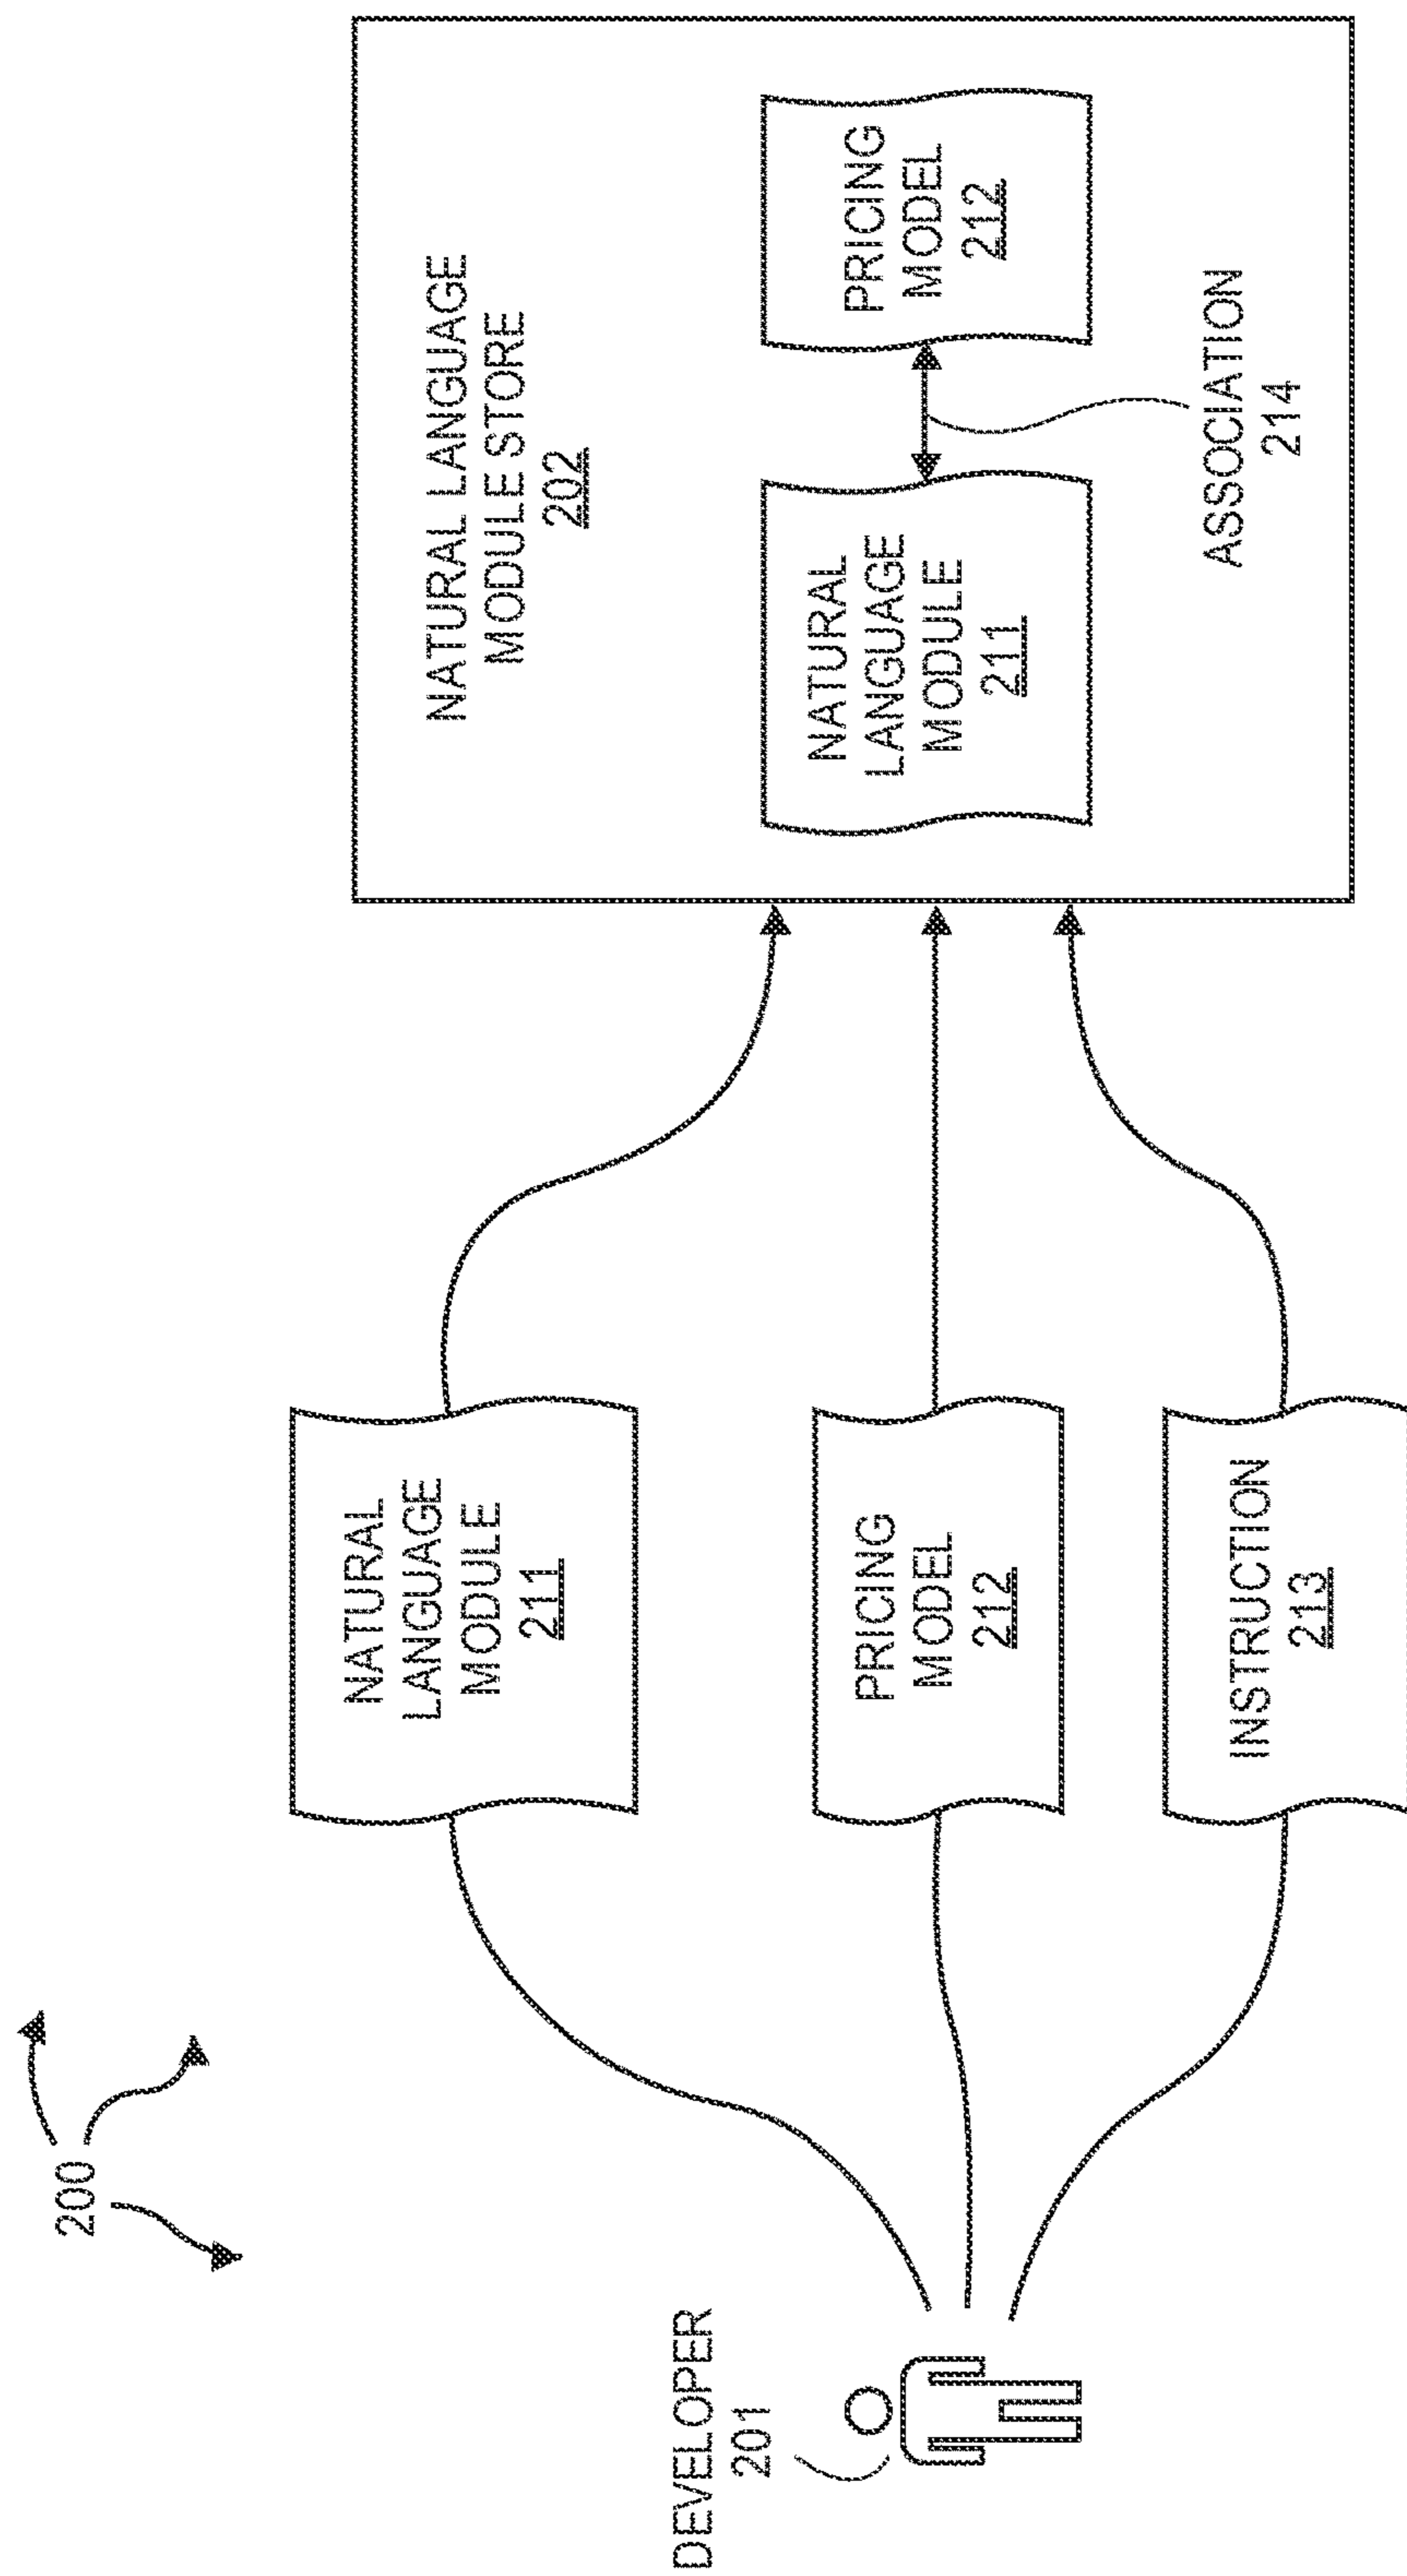 200
DEVELOPER
201
NATURAL
LANGUAGE
MODULE
211
PRICING
MODEL
212
INSTRUCTION
213
NATURAL LANGUAGE
MODULE STORE
202
NATURAL
LANGUAGE
MODULE
211
PRICING
MODEL
212
ASSOCIATION
214